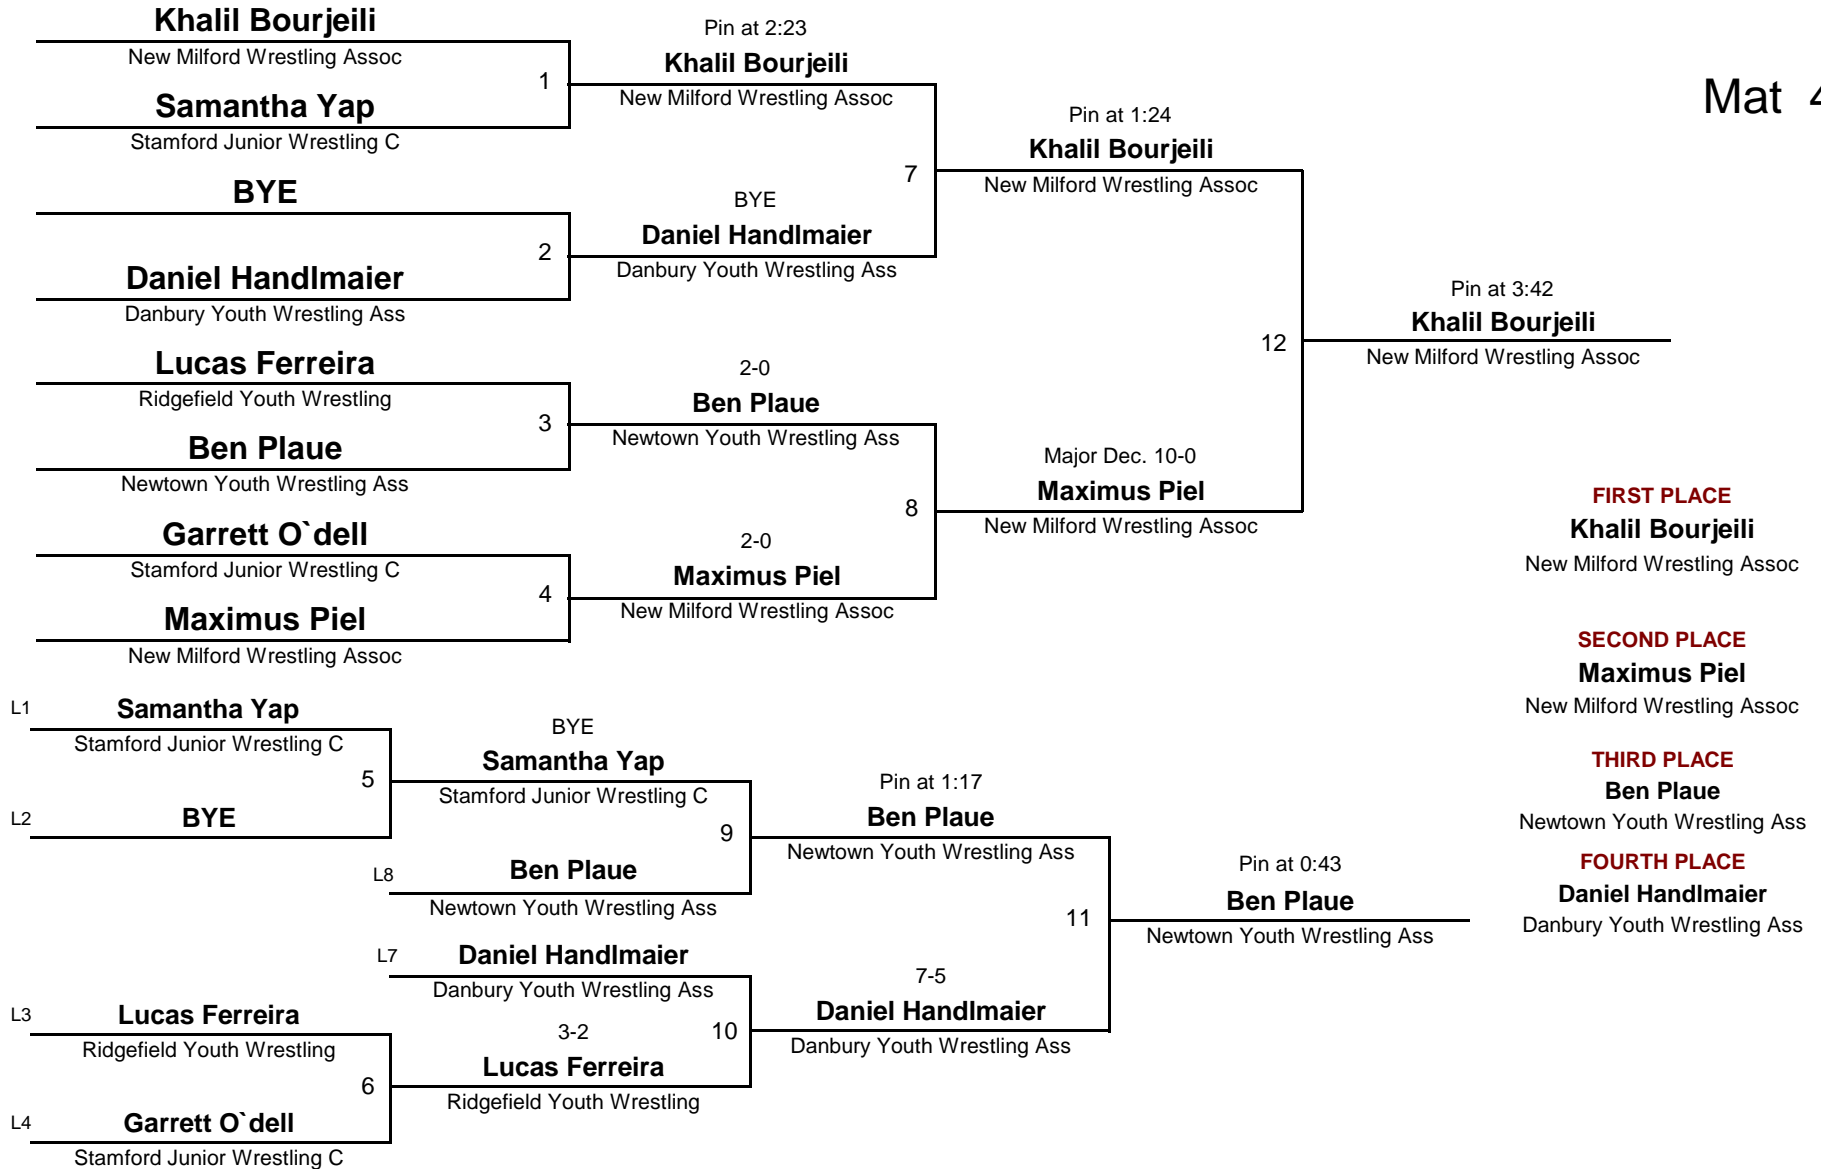 Khalil Bourjeili
New Milford Wrestling Assoc
1
Samantha Yap
Stamford Junior Wrestling C
BYE
2
Daniel Handlmaier
Danbury Youth Wrestling Ass
Lucas Ferreira
Ridgefield Youth Wrestling
3
Ben Plaue
Newtown Youth Wrestling Ass
Garrett O`dell
Stamford Junior Wrestling C
4
Maximus Piel
New Milford Wrestling Assoc
Pin at 2:23
Khalil Bourjeili
New Milford Wrestling Assoc
7
BYE
Daniel Handlmaier
Danbury Youth Wrestling Ass
2-0
Ben Plaue
Newtown Youth Wrestling Ass
8
2-0
Maximus Piel
New Milford Wrestling Assoc
Pin at 1:24
Khalil Bourjeili
New Milford Wrestling Assoc
12
Major Dec. 10-0
Maximus Piel
New Milford Wrestling Assoc
Pin at 3:42
Khalil Bourjeili
New Milford Wrestling Assoc
Mat 4
FIRST PLACE
Khalil Bourjeili
New Milford Wrestling Assoc
SECOND PLACE
Maximus Piel
New Milford Wrestling Assoc
THIRD PLACE
Ben Plaue
Newtown Youth Wrestling Ass
FOURTH PLACE
Daniel Handlmaier
Danbury Youth Wrestling Ass
L1
Samantha Yap
Stamford Junior Wrestling C
5
L2
BYE
L3
Lucas Ferreira
Ridgefield Youth Wrestling
6
L4
Garrett O`dell
Stamford Junior Wrestling C
BYE
Samantha Yap
Stamford Junior Wrestling C
9
L8
Ben Plaue
Newtown Youth Wrestling Ass
L7
Daniel Handlmaier
Danbury Youth Wrestling Ass
10
3-2
Lucas Ferreira
Ridgefield Youth Wrestling
Pin at 1:17
Ben Plaue
Newtown Youth Wrestling Ass
11
7-5
Daniel Handlmaier
Danbury Youth Wrestling Ass
Pin at 0:43
Ben Plaue
Newtown Youth Wrestling Ass